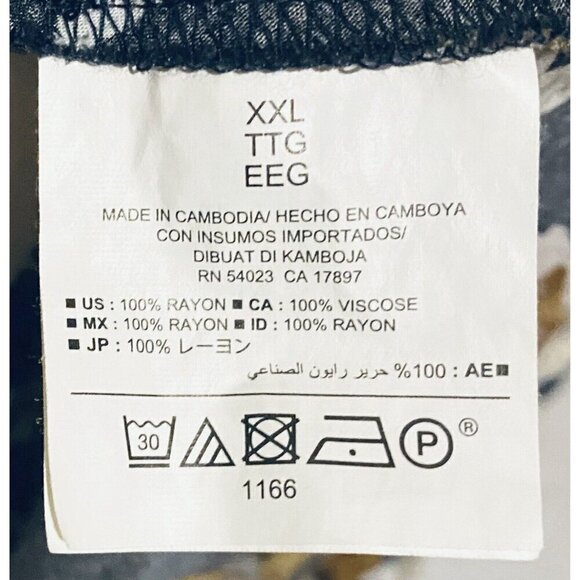 XXL
TTG
EEG
MADE IN CAMBODIA/ HECHO EN CAMBOYA
CON INSUMOS IMPORTADOS/
DIBUAT DI KAMBOJA
RN 54023 CA 17897
■ US : 100% RAYON ■ CA : 100% VISCOSE
■ MX : 100% RAYON ■ ID : 100% RAYON
■ JP : 100% レーヨン
■ AE : 100% حرير رايون الصناعي
30 P ®
1166